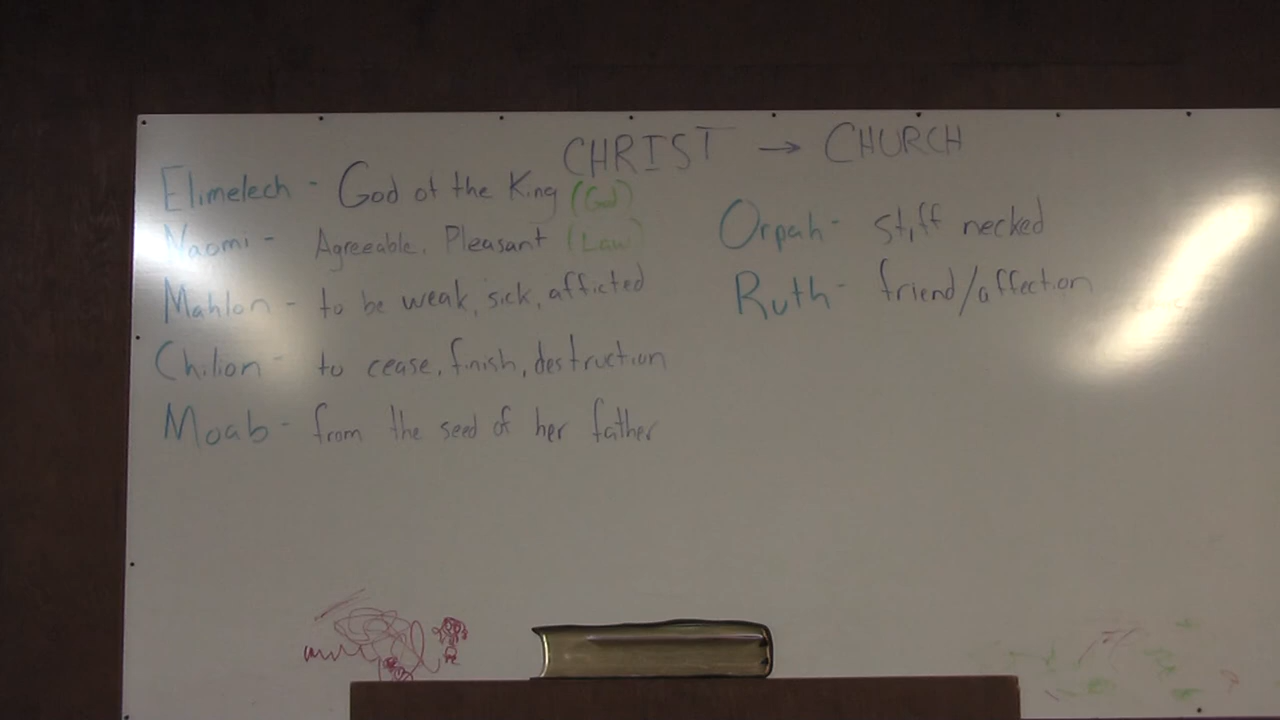 CHRIST → CHURCH
Elimelech - God of the King (God)
Naomi - Agreeable, Pleasant (Law)
Mahlon - to be weak, sick, afficted
Chilion - to cease, finish, destruction
Moab - from the seed of her father
Orpah - stiff necked
Ruth - friend/affection